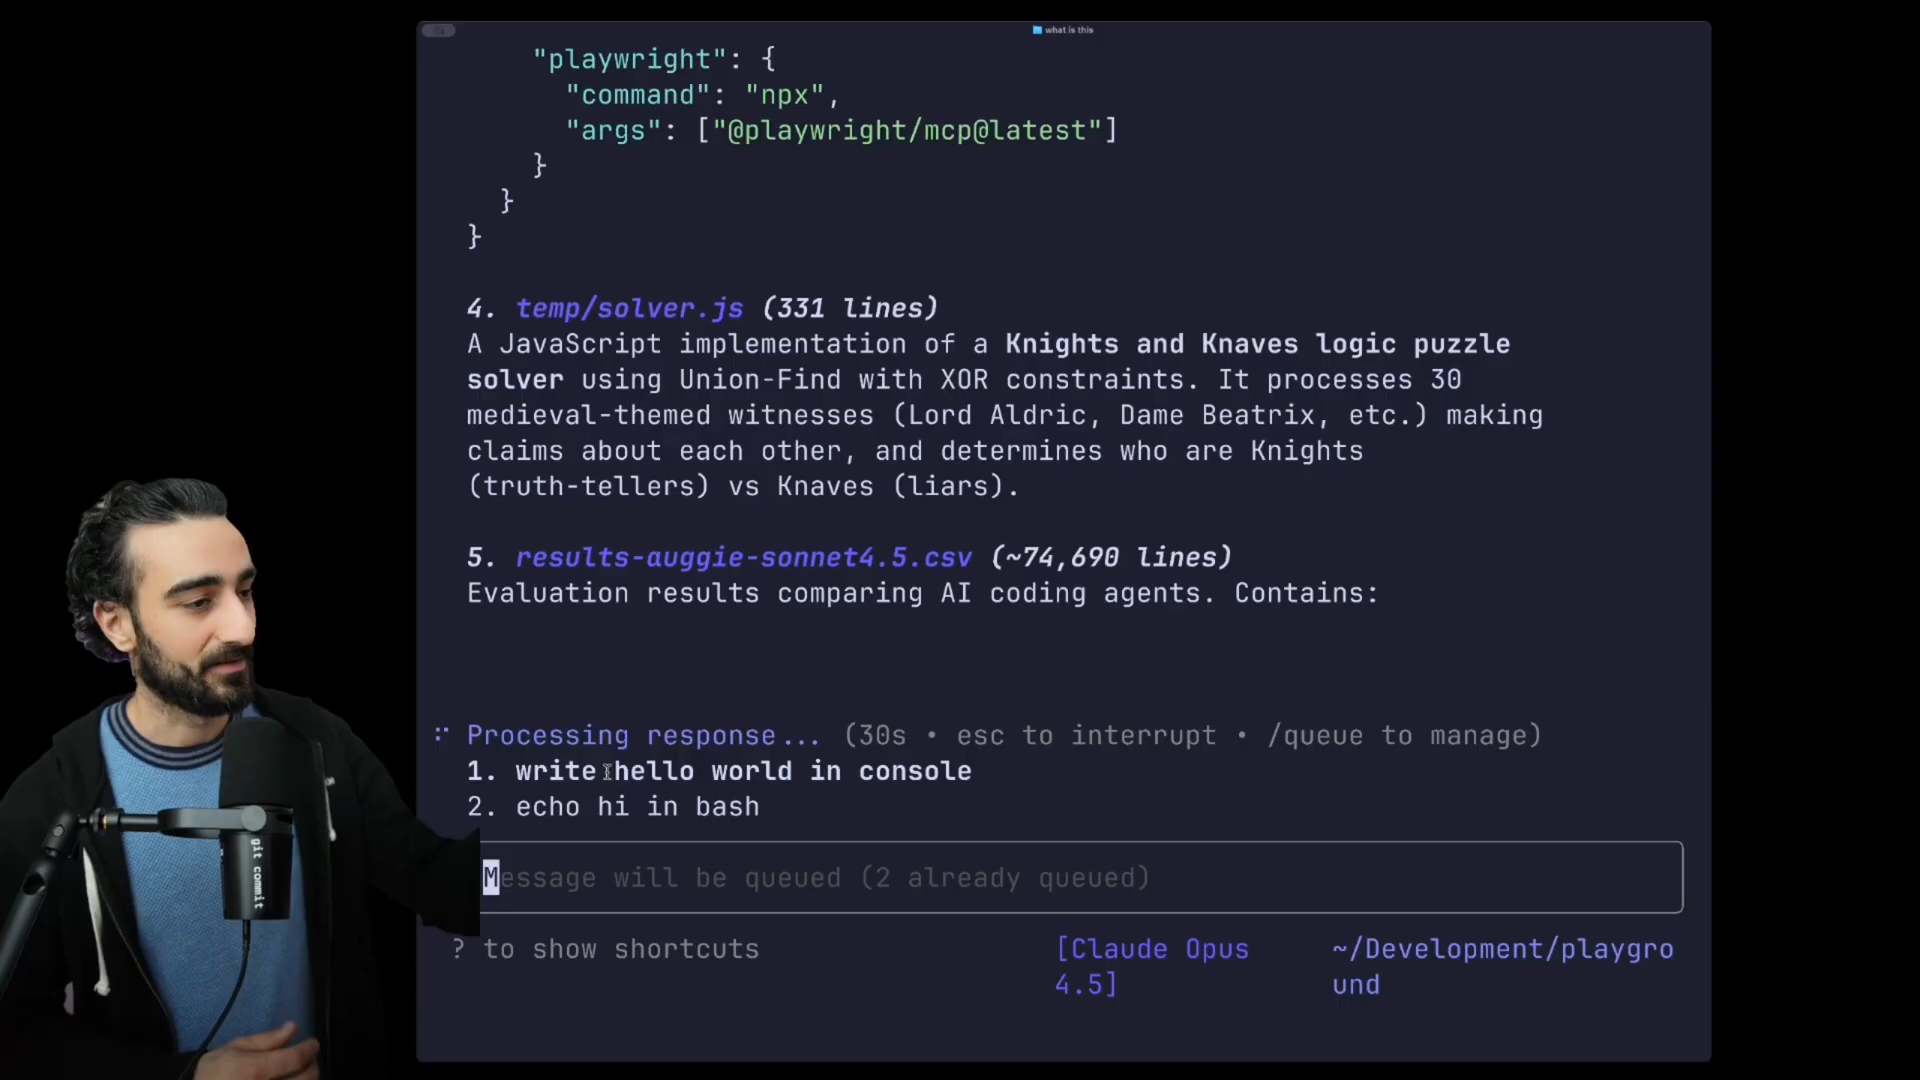 what is this
"playwright": {
"command": "npx",
"args": ["@playwright/mcp@latest"]
}
}
}
4. temp/solver.js (331 lines)
A JavaScript implementation of a Knights and Knaves logic puzzle
solver using Union-Find with XOR constraints. It processes 30
medieval-themed witnesses (Lord Aldric, Dame Beatrix, etc.) making
claims about each other, and determines who are Knights
(truth-tellers) vs Knaves (liars).
5. results-auggie-sonnet4.5.csv (~74,690 lines)
Evaluation results comparing AI coding agents. Contains:
Processing response... (30s • esc to interrupt • /queue to manage)
1. write hello world in console
2. echo hi in bash
Message will be queued (2 already queued)
? to show shortcuts
[Claude Opus
4.5]
~/Development/playgro
und
git commit